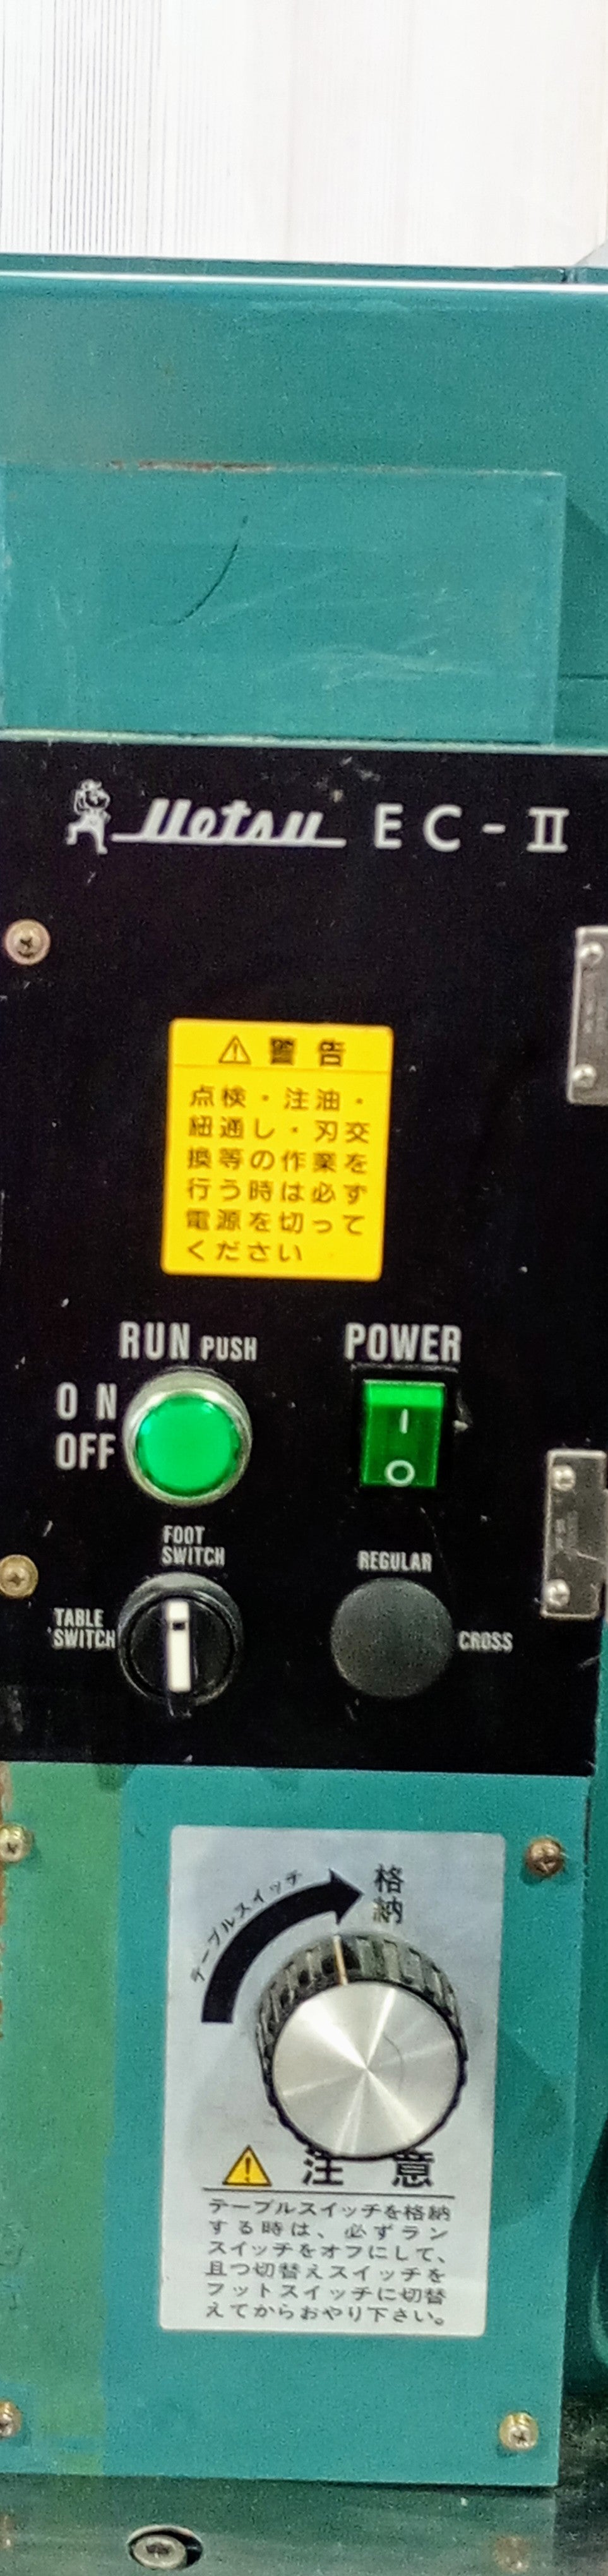 Uetsu EC-II
警告
点検・注油・
紐通し・刃交
換等の作業を
行う時は必ず
電源を切って
ください
RUN PUSH
POWER
ON
OFF
I
O
FOOT
SWITCH
TABLE
SWITCH
REGULAR
CROSS
テーブルスイッチ
格
納
注意
テーブルスイッチを格納
する時は、必ずラン
スイッチをオフにして、
且つ切替えスイッチを
フットスイッチに切替
えてからおやり下さい。